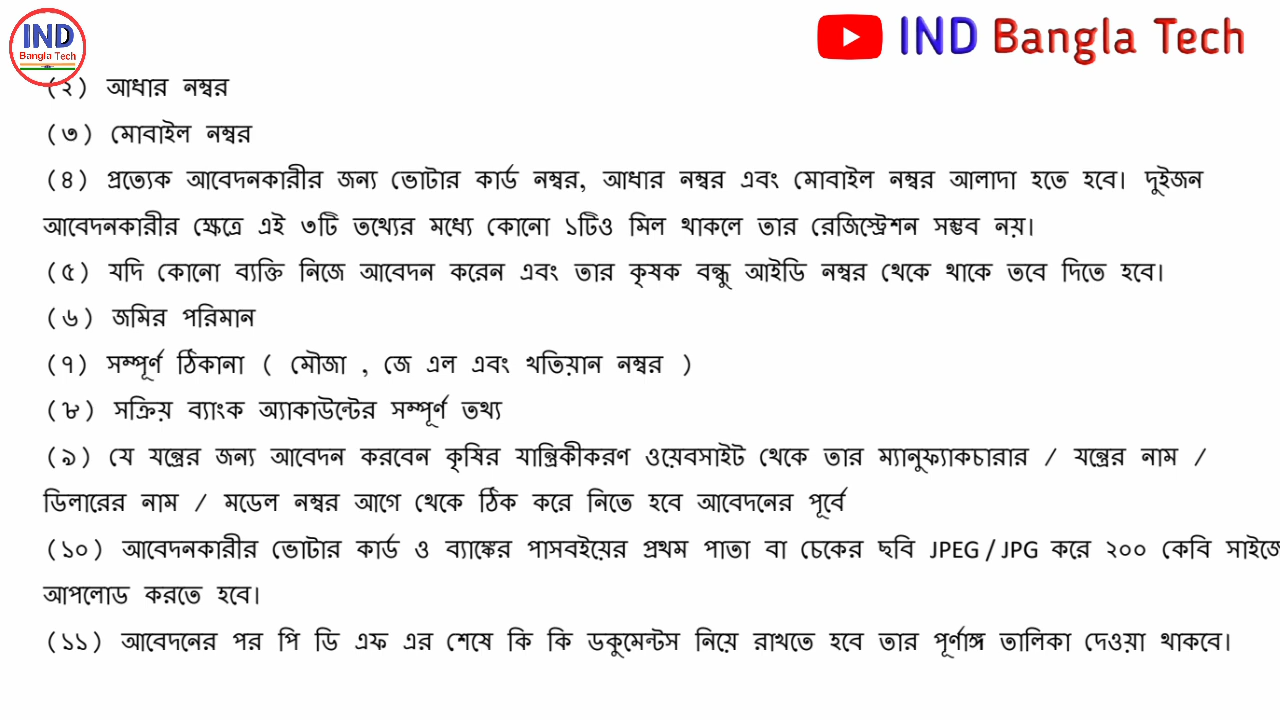 IND
Bangla Tech
IND Bangla Tech
(২) আধার নম্বর
(৩) মোবাইল নম্বর
(৪) প্রত্যেক আবেদনকারীর জন্য ভোটার কার্ড নম্বর, আধার নম্বর এবং মোবাইল নম্বর আলাদা হতে হবে। দুইজন
আবেদনকারীর ক্ষেত্রে এই ৩টি তথ্যের মধ্যে কোনো ১টিও মিল থাকলে তার রেজিস্ট্রেশন সম্ভব নয়।
(৫) যদি কোনো ব্যক্তি নিজে আবেদন করেন এবং তার কৃষক বন্ধু আইডি নম্বর থেকে থাকে তবে দিতে হবে।
(৬) জমির পরিমান
(৭) সম্পূর্ণ ঠিকানা ( মৌজা , জে এল এবং খতিয়ান নম্বর )
(৮) সক্রিয় ব্যাংক অ্যাকাউন্টের সম্পূর্ণ তথ্য
(৯) যে যন্ত্রের জন্য আবেদন করবেন কৃষির যান্ত্রিকীকরণ ওয়েবসাইট থেকে তার ম্যানুফ্যাকচারার / যন্ত্রের নাম /
ডিলারের নাম / মডেল নম্বর আগে থেকে ঠিক করে নিতে হবে আবেদনের পূর্বে
(১০) আবেদনকারীর ভোটার কার্ড ও ব্যাঙ্কের পাসবইয়ের প্রথম পাতা বা চেকের ছবি JPEG / JPG করে ২০০ কেবি সাইজে
আপলোড করতে হবে।
(১১) আবেদনের পর পি ডি এফ এর শেষে কি কি ডকুমেন্টস নিয়ে রাখতে হবে তার পূর্ণাঙ্গ তালিকা দেওয়া থাকবে।